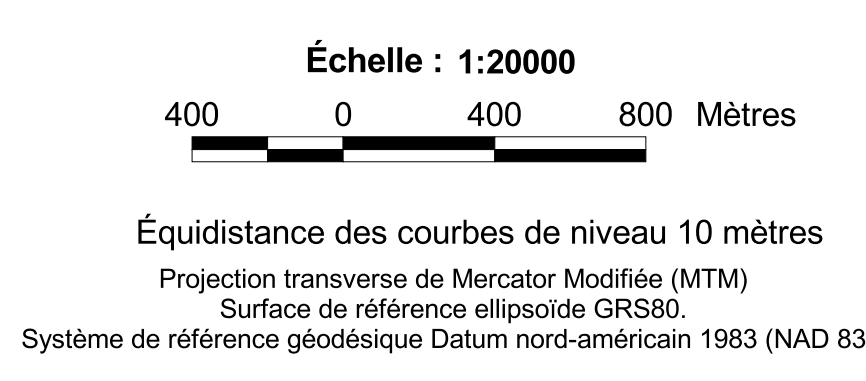 Échelle : 1:20000
400 0 400 800 Mètres
Équidistance des courbes de niveau 10 mètres
Projection transverse de Mercator Modifiée (MTM)
Surface de référence ellipsoïde GRS80.
Système de référence géodésique Datum nord-américain 1983 (NAD 83